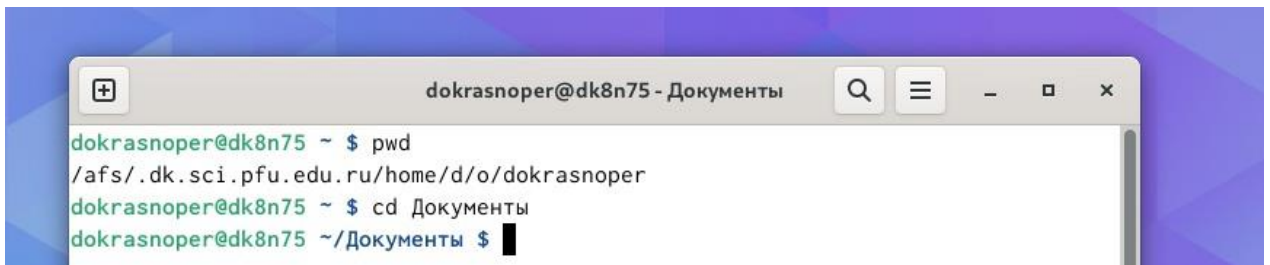 dokrasnoper@dk8n75 - Документы
dokrasnoper@dk8n75 ~ $ pwd
/afs/.dk.sci.pfu.edu.ru/home/d/o/dokrasnoper
dokrasnoper@dk8n75 ~ $ cd Документы
dokrasnoper@dk8n75 ~/Документы $